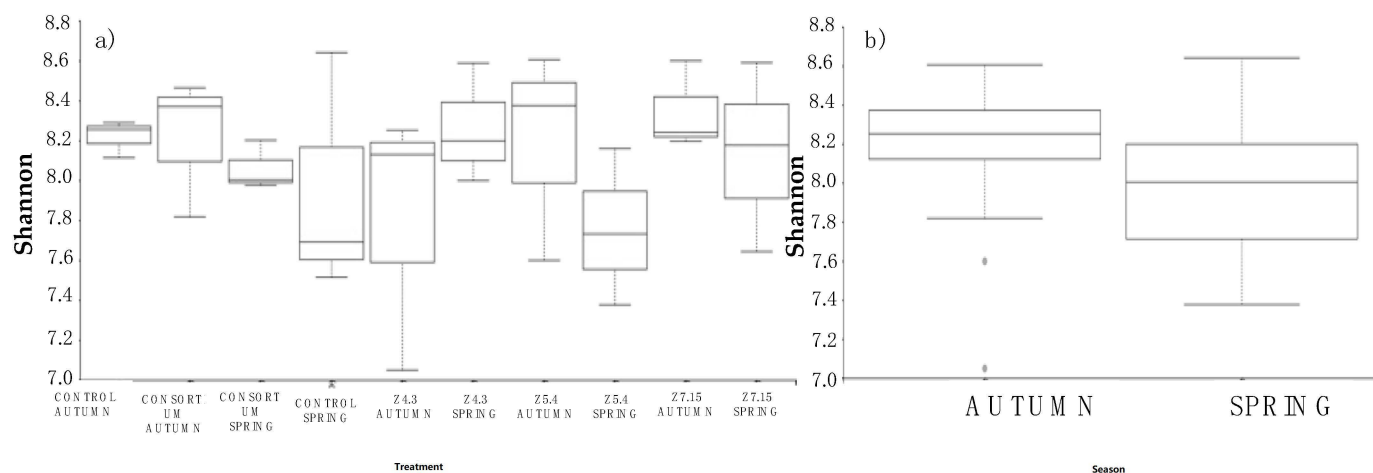 a)
Shannon
8.8
8.6
8.4
8.2
8.0
7.8
7.6
7.4
7.2
7.0
CONTROL
AUTUMN
CONSORT
UM
AUTUMN
CONSORT
UM
SPRING
CONTROL
SPRING
Z4.3
AUTUMN
Z4.3
SPRING
Z5.4
AUTUMN
Z5.4
SPRING
Z7.15
AUTUMN
Z7.15
SPRING
Treatment
b)
Shannon
8.8
8.6
8.4
8.2
8.0
7.8
7.6
7.4
7.2
7.0
AUTUMN
SPRING
Season